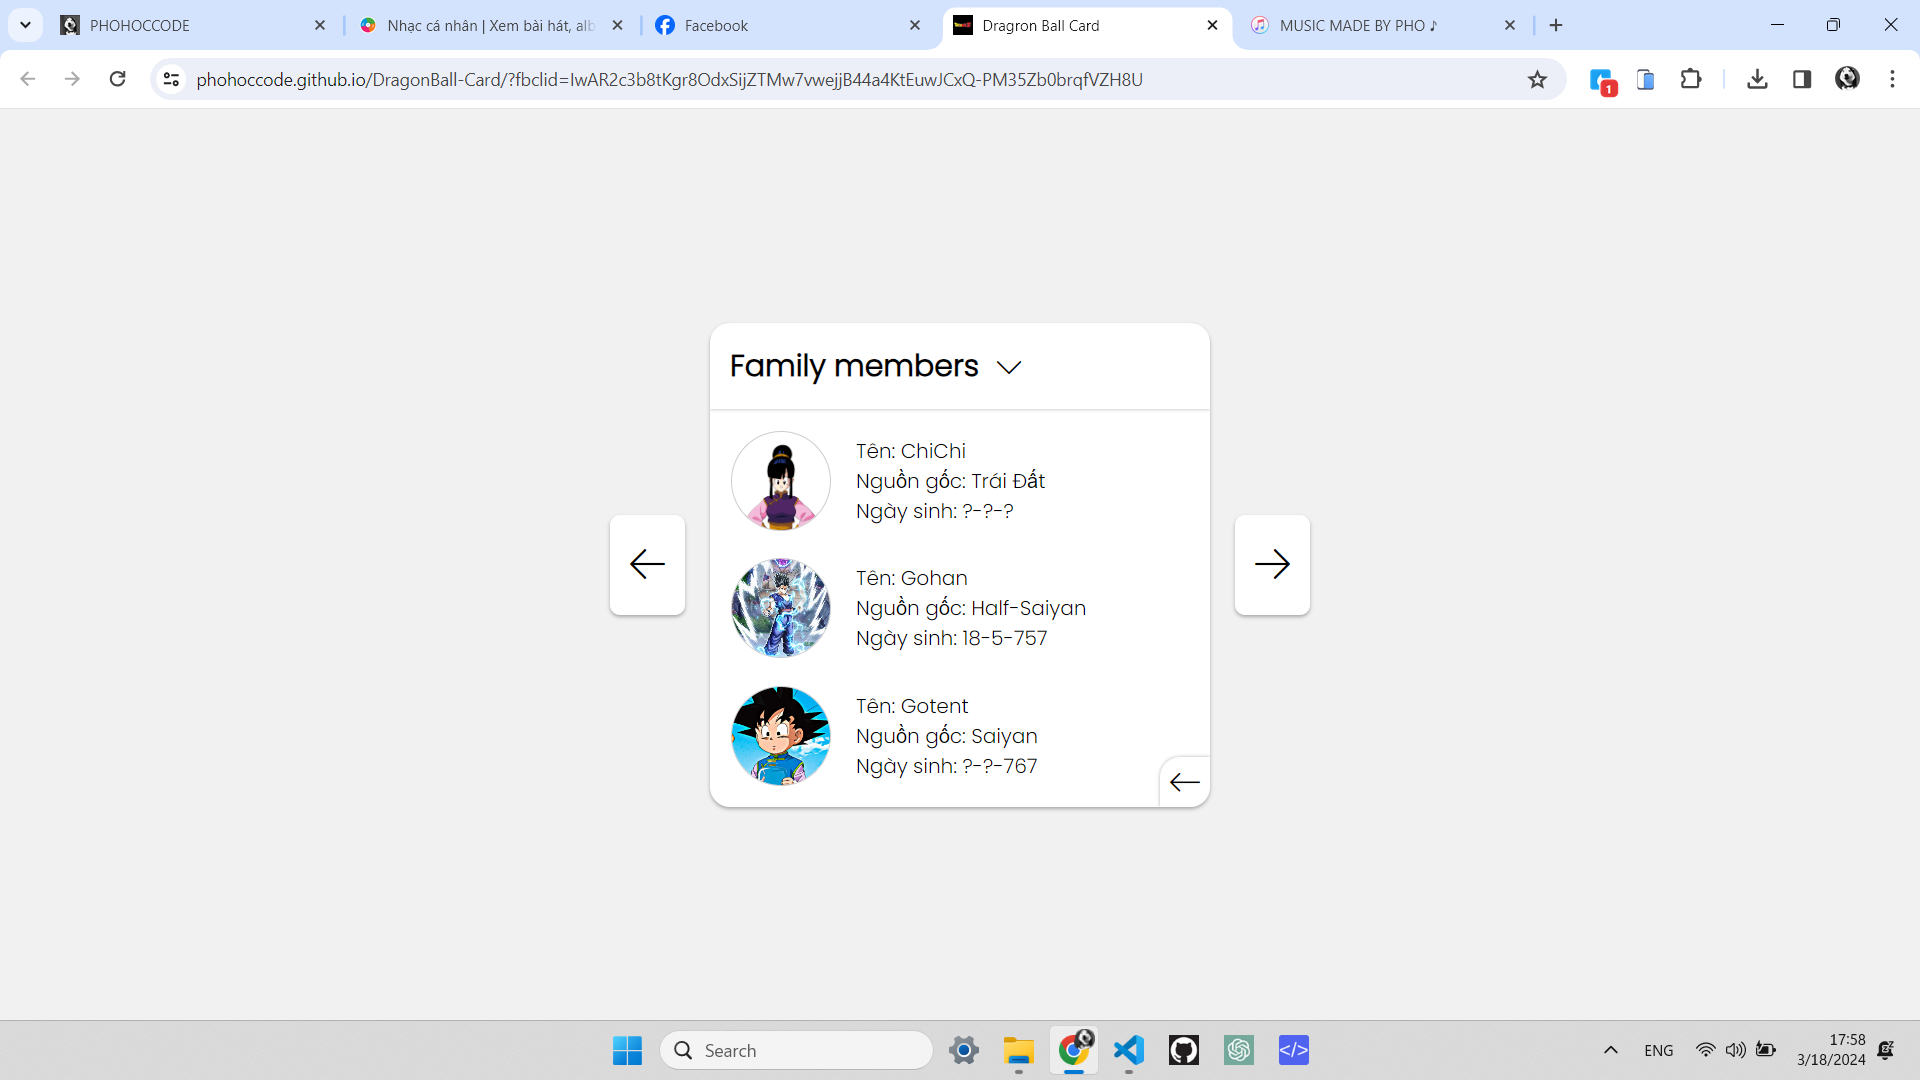 PHOHOCCODE
Nhạc cá nhân | Xem bài hát, alb
Facebook
Dragron Ball Card
MUSIC MADE BY PHO ♪
phohoccode.github.io/DragonBall-Card/?fbclid=IwAR2c3b8tKgr8OdxSijZTMw7vwejjB44a4KtEuwJCxQ-PM35Zb0brqfVZH8U
1
Family members
Tên: ChiChi
Nguồn gốc: Trái Đất
Ngày sinh: ?-?-?
Tên: Gohan
Nguồn gốc: Half-Saiyan
Ngày sinh: 18-5-757
Tên: Gotent
Nguồn gốc: Saiyan
Ngày sinh: ?-?-767
Search
</>
ENG
17:58
3/18/2024